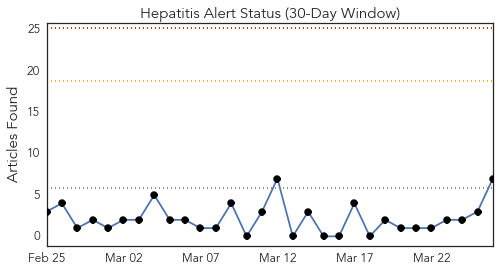 Hepatitis Alert Status (30-Day Window)
Articles Found
25
20
15
10
5
0
Feb 25 Mar 02 Mar 07 Mar 12 Mar 17 Mar 22